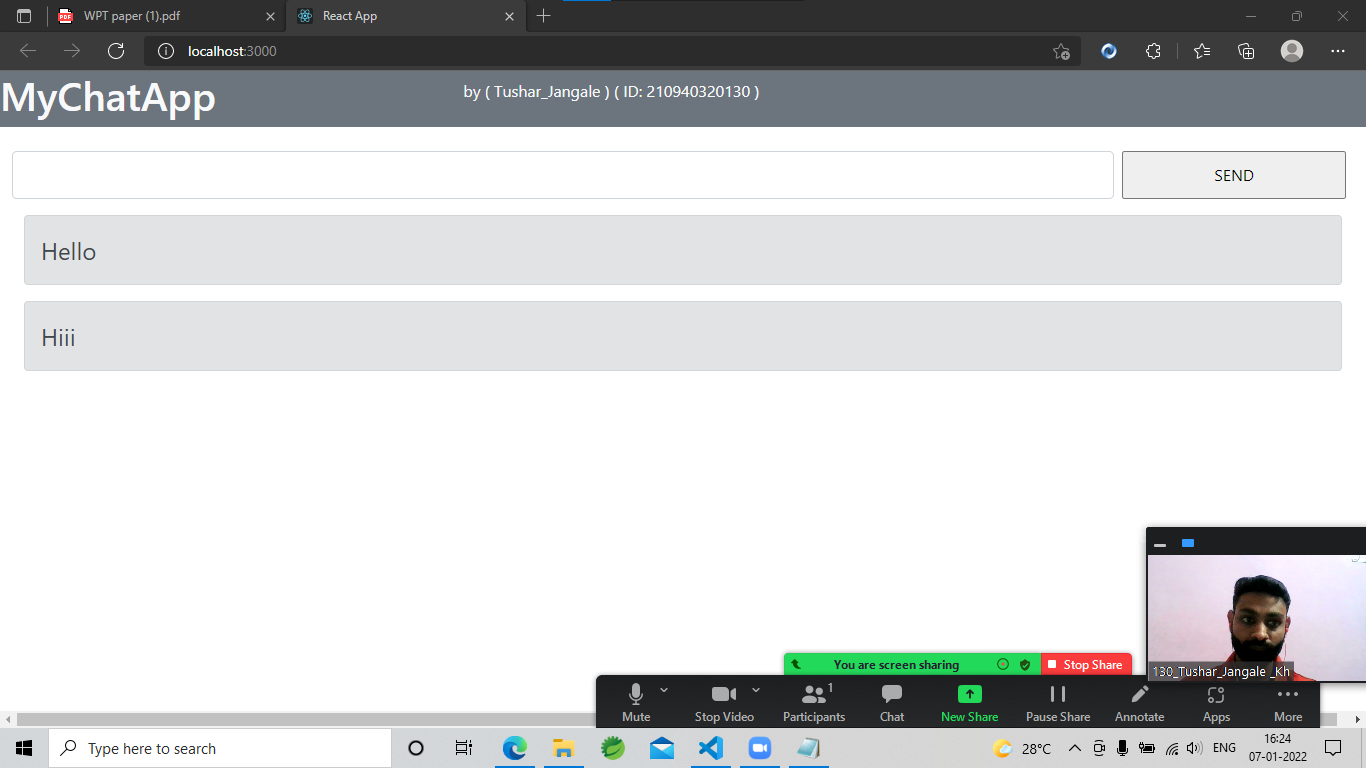 WPT paper (1).pdf
React App
localhost:3000
MyChatApp
by ( Tushar_Jangale ) ( ID: 210940320130 )
SEND
Hello
Hiii
130_Tushar_Jangale _Kh
You are screen sharing
Stop Share
1
Mute
Stop Video
Participants
Chat
New Share
Pause Share
Annotate
Apps
More
Type here to search
28°C
ENG
16:24
07-01-2022